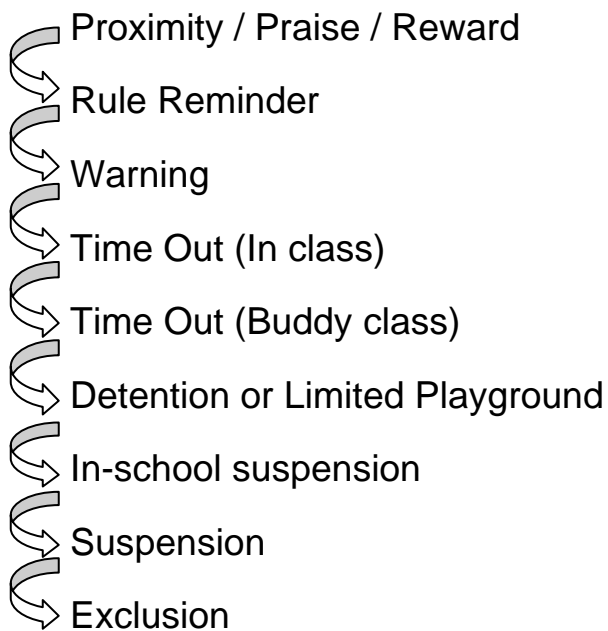 Proximity / Praise / Reward
Rule Reminder
Warning
Time Out (In class)
Time Out (Buddy class)
Detention or Limited Playground
In-school suspension
Suspension
Exclusion